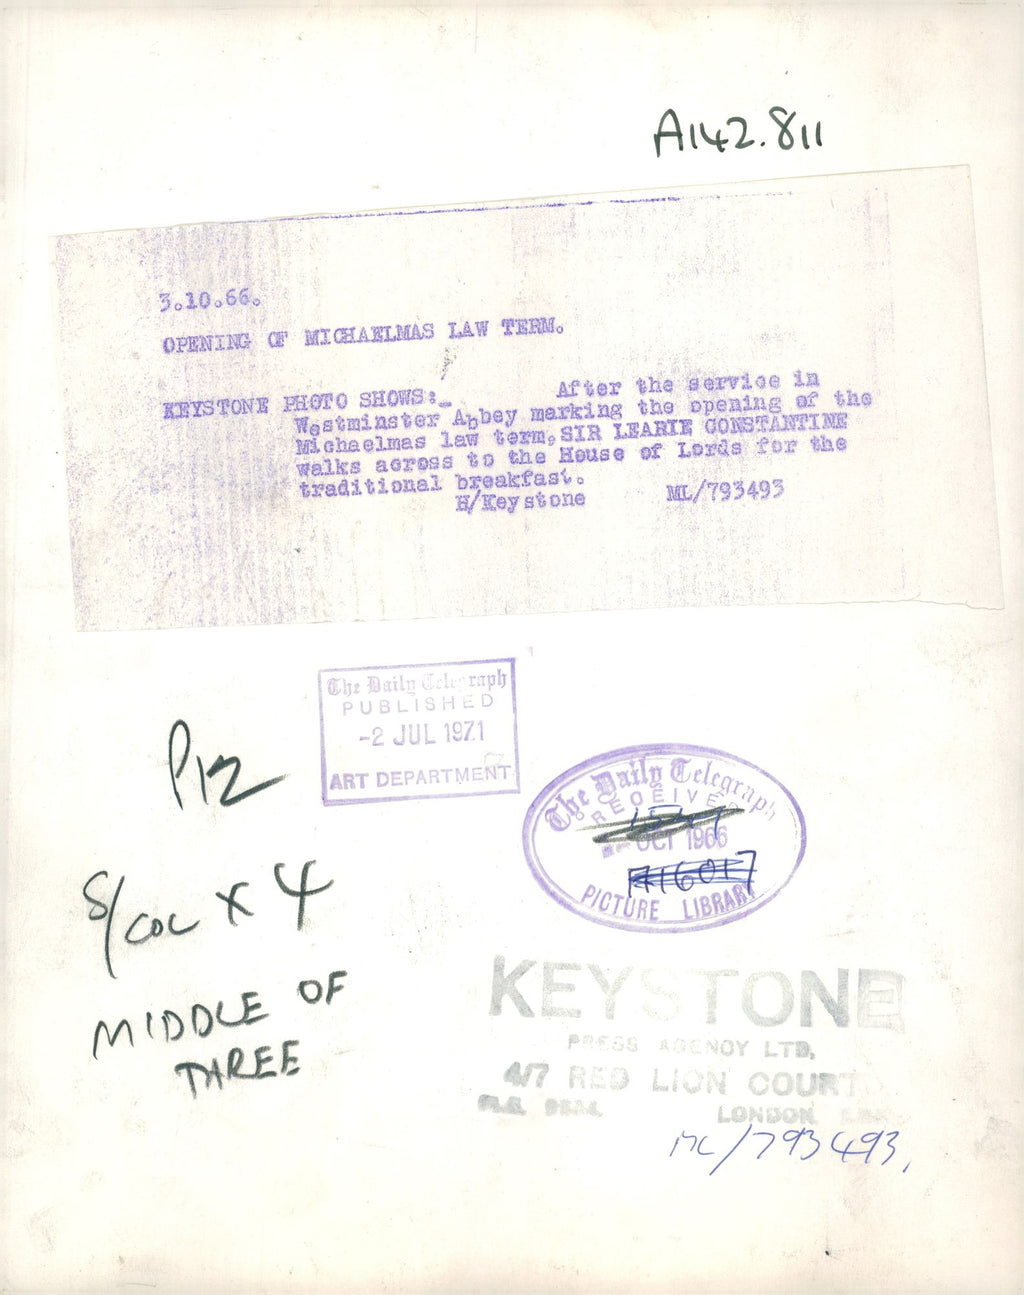 A142.811
3.10.66.
OPENING OF MICHAELMAS LAW TERM.
KEYSTONE PHOTO SHOWS:_ After the service in
Westminster Abbey marking the opening of the
Michaelmas law term, SIR LEARIE CONSTANTINE
walks across to the House of Lords for the
traditional breakfast.
H/Keystone ML/793493
The Daily Telegraph
PUBLISHED
-2 JUL 1971
ART DEPARTMENT
P12
The Daily Telegraph
RECEIVED
OCT 1966
PICTURE LIBRARY
S/COL X 4
MIDDLE OF
THREE
KEYSTONE
PRESS AGENCY LTD.
4/7 RED LION COURT
LONDON
ML/793493.